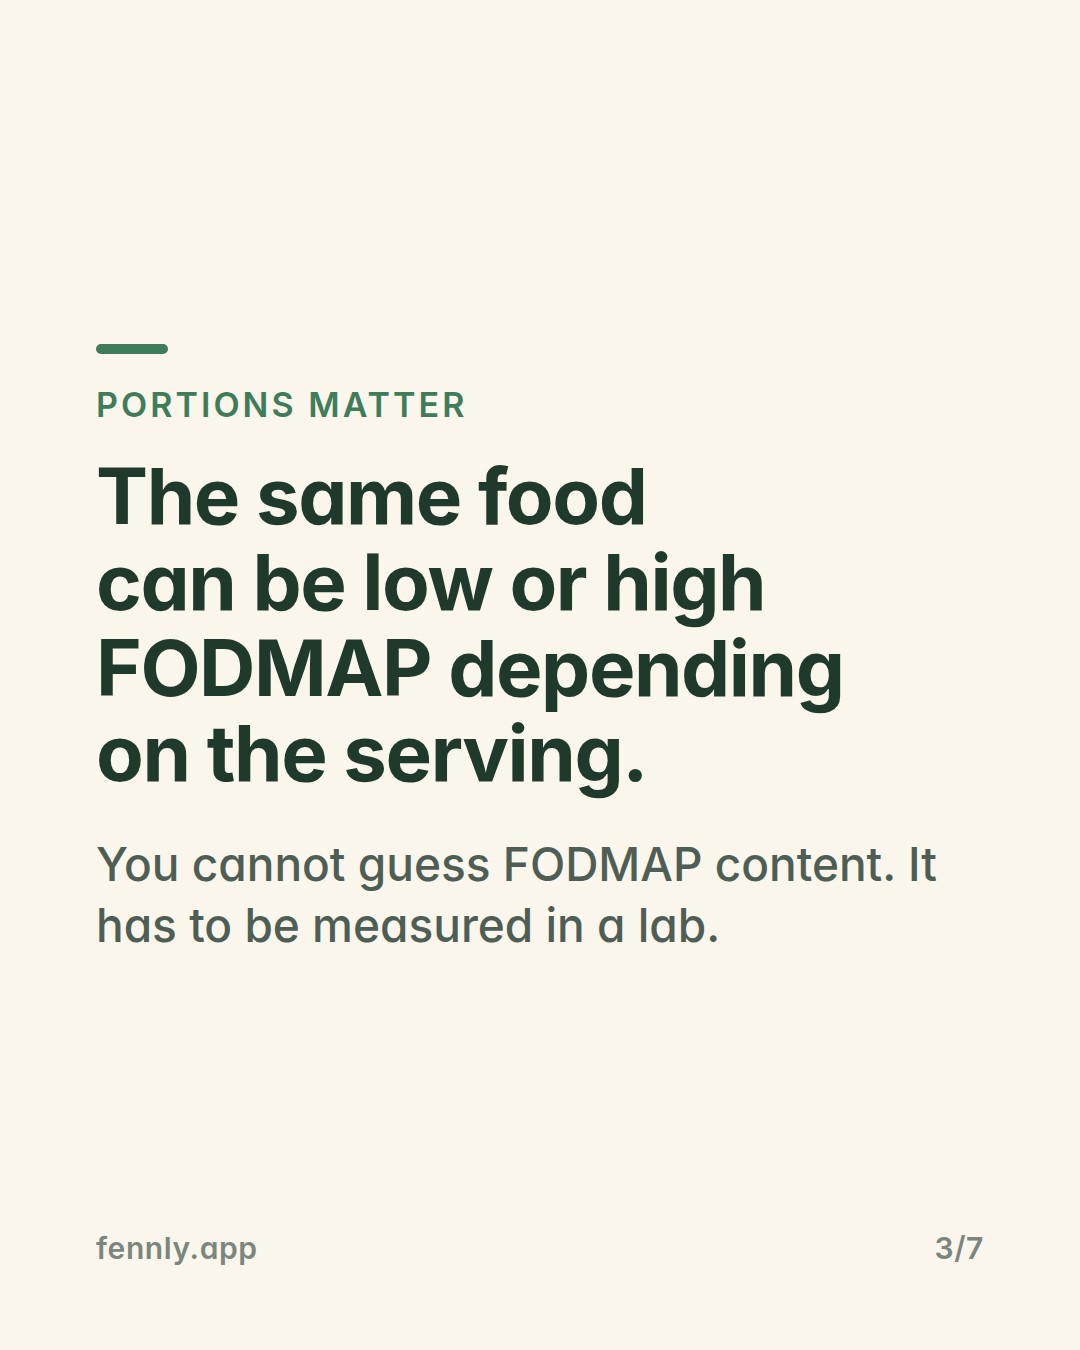 PORTIONS MATTER
The same food
can be low or high
FODMAP depending
on the serving.
You cannot guess FODMAP content. It
has to be measured in a lab.
fennly.app
3/7